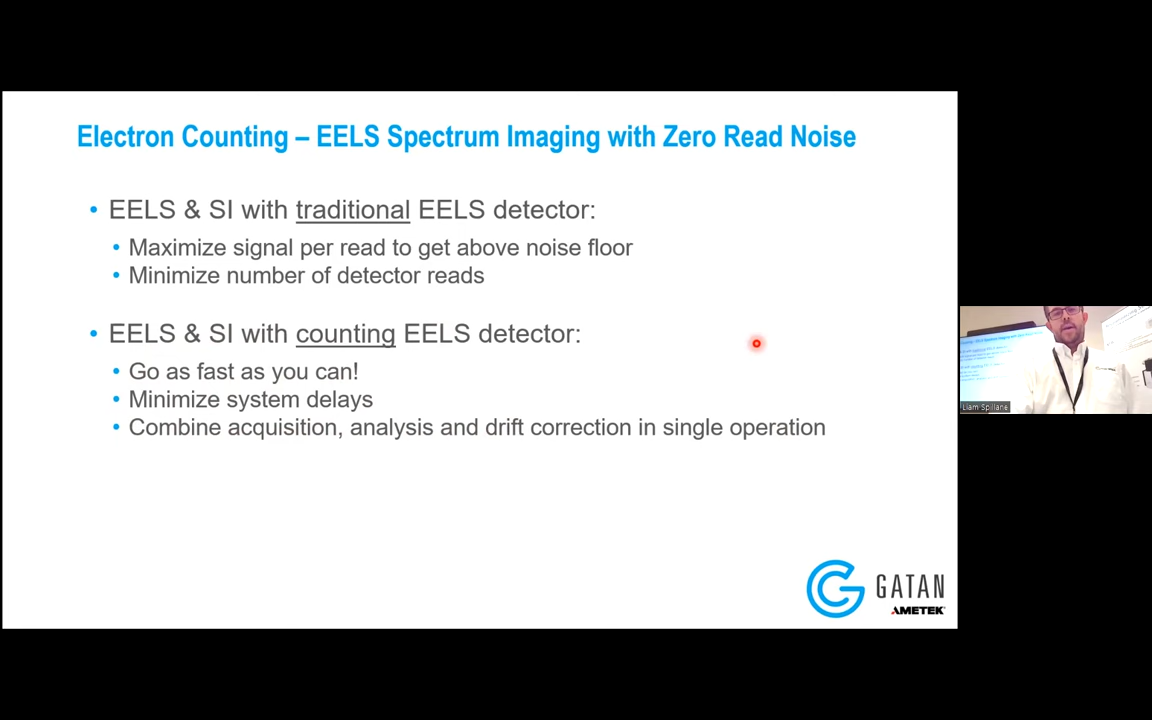 Electron Counting – EELS Spectrum Imaging with Zero Read Noise
• EELS & SI with traditional EELS detector:
• Maximize signal per read to get above noise floor
• Minimize number of detector reads
• EELS & SI with counting EELS detector:
• Go as fast as you can!
• Minimize system delays
• Combine acquisition, analysis and drift correction in single operation
GATAN
AMETEK
Liam Spillane